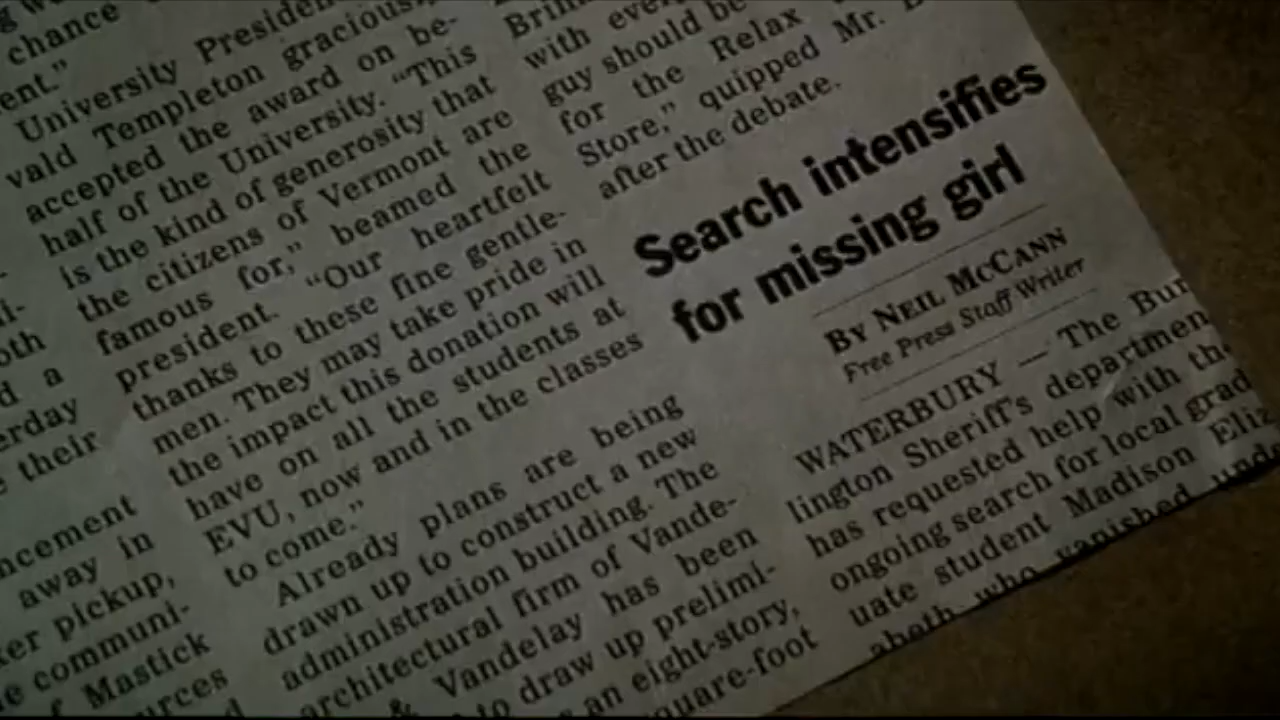 chance
ent."
University Presiden
vald Templeton gracious
accepted the award on be-
half of the University. "This
is the kind of generosity that
the citizens of Vermont are
famous for," beamed the
president. "Our heartfelt
thanks to these fine gentle-
men. They may take pride in
the impact this donation will
have on all the students at
EVU, now and in the classes
to come."
Already plans are being
drawn up to construct a new
administration building. The
architectural firm of Vande-
& Vandelay has been
to draw up prelimi-
an eight-story,
quare-foot
oth
d a
erday
their
ncement
away in
ker pickup,
e communi-
f Mastick
urces
with ever
guy should be
for the Relax
Store," quipped Mr.
after the debate.
Search intensifies
for missing girl
By Neil McCann
Free Press Staff Writer
WATERBURY — The Bur
lington Sheriff's departmen
has requested help with the
ongoing search for local grad
uate student Madison Eliz
abeth who vanished